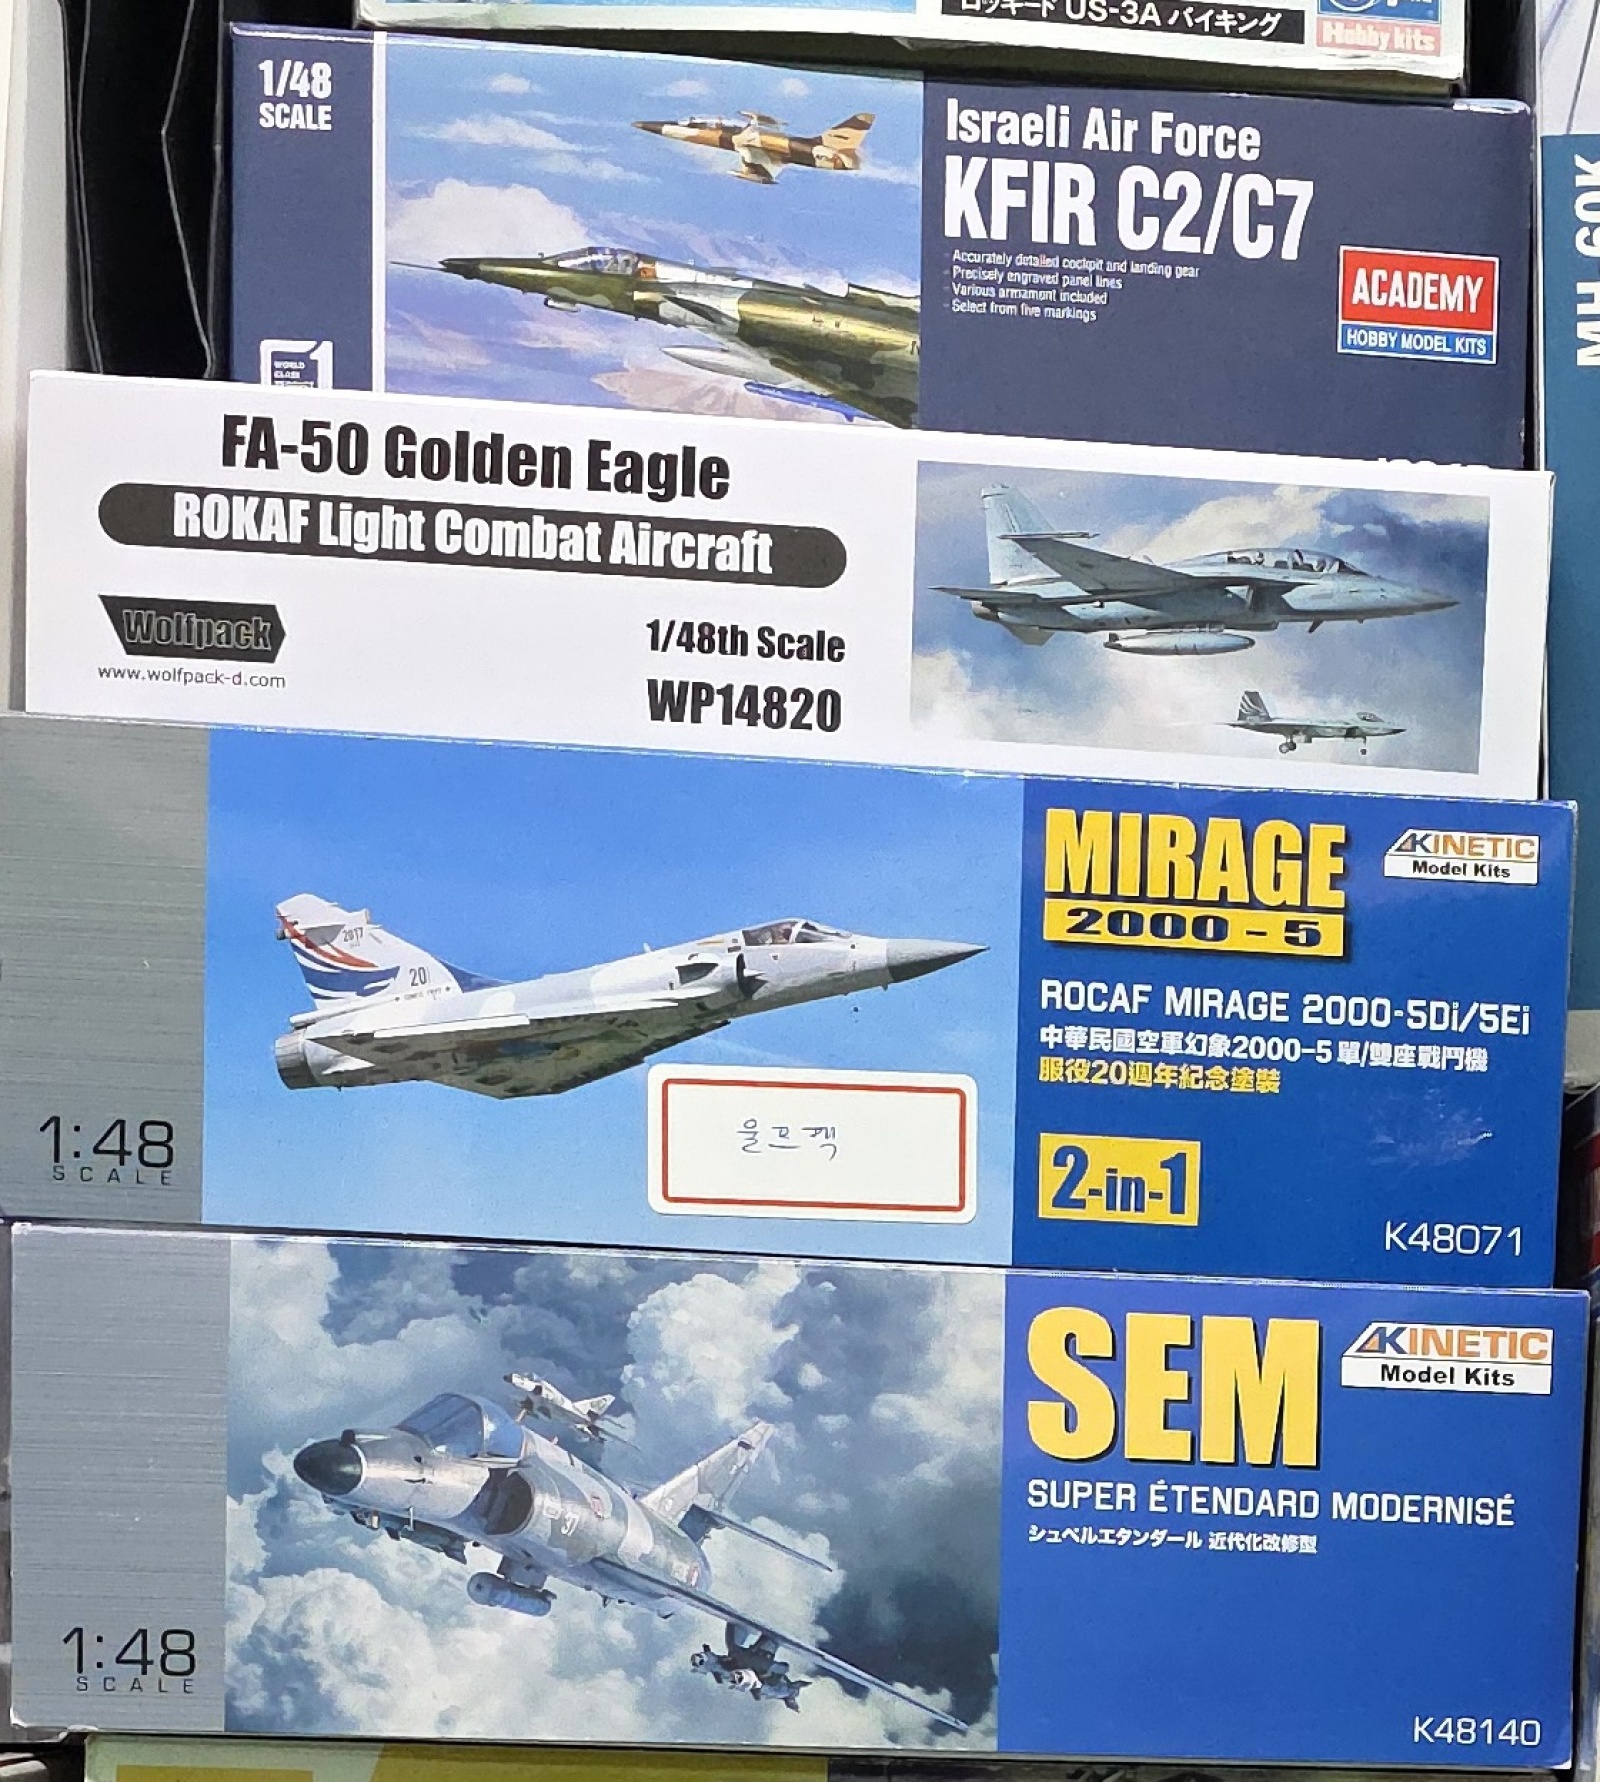 ロッキード US-3A バイキング
Hobby kits
1/48
SCALE
Israeli Air Force
KFIR C2/C7
Accurately detailed cockpit and landing gear
Precisely engraved panel lines
Various armament included
Select from five markings
ACADEMY
HOBBY MODEL KITS
WORLD
CLASS
MH-60K
FA-50 Golden Eagle
ROKAF Light Combat Aircraft
Wolfpack
www.wolfpack-d.com
1/48th Scale
WP14820
MIRAGE
2000-5
KINETIC
Model Kits
2017
20
ROCAF MIRAGE 2000-5Di/5Ei
中華民國空軍幻象2000-5 單/雙座戰鬥機
服役20週年紀念塗裝
울프팩
2-in-1
1:48
SCALE
K48071
SEM
KINETIC
Model Kits
37
SUPER ÉTENDARD MODERNISÉ
シュペルエタンダール 近代化改修型
1:48
SCALE
K48140